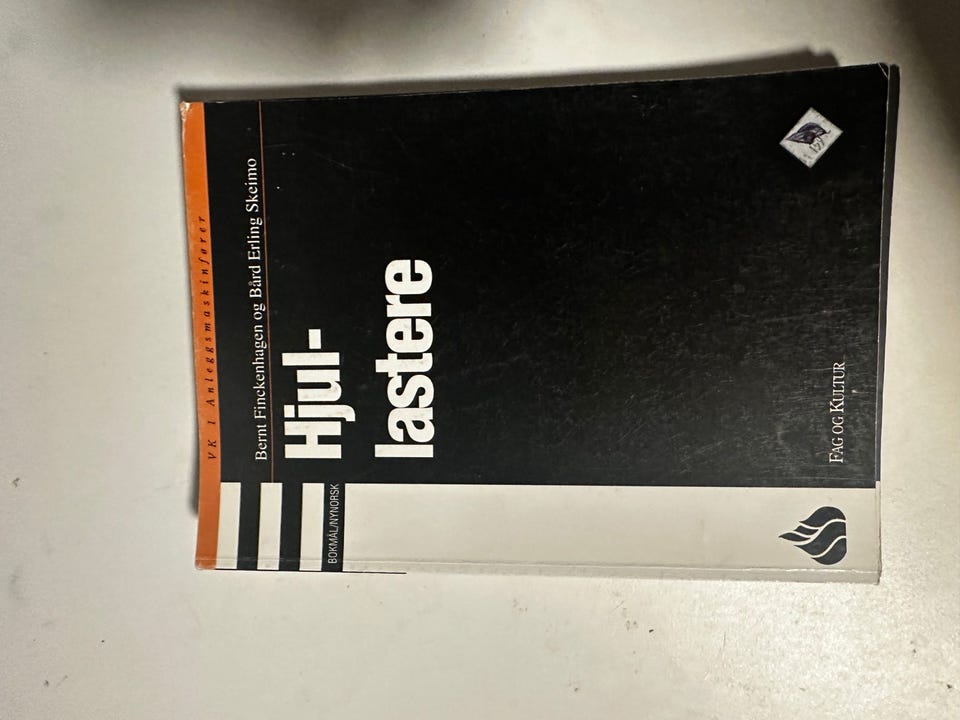 VK 1 Anleggsmaskinfører
Bernt Finckenhagen og Bård Erling Skeimo
Hjul-
lastere
BOKMÅL/NYNORSK
FAG OG KULTUR